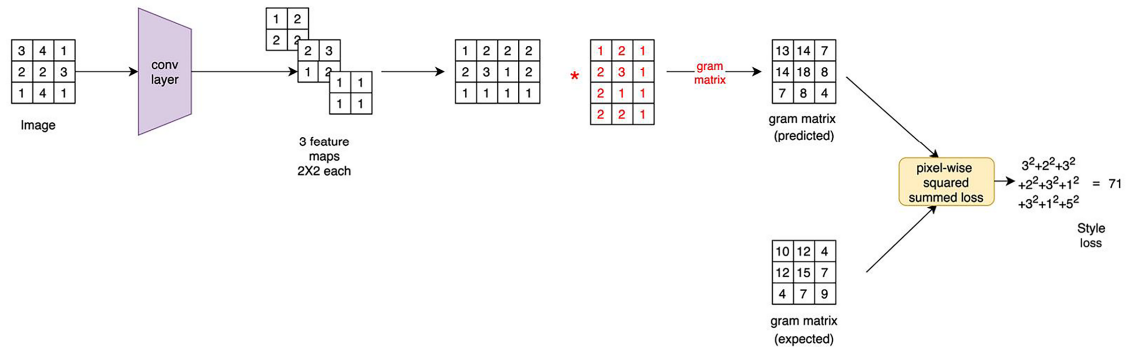 3 4 1
2 2 3
2 4 1
Image
conv
layer
1 2
2 2
2 3
1 2
1 1
1 1
3 feature
maps
2X2 each
1 2 2 2
2 3 1 2
1 1 1 1
*
1 2 1
2 3 1
2 1 1
2 2 1
gram
matrix
13 14 7
14 18 8
7 8 4
gram matrix
(predicted)
10 12 4
12 15 7
4 7 9
gram matrix
(expected)
pixel-wise
squared
summed loss
3²+2²+3²
+2²+3²+1² = 71
+3²+1²+5²
Style
loss